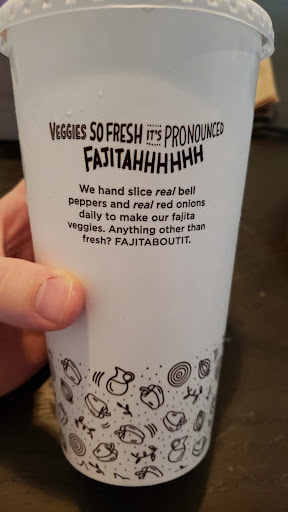 VEGGIES SO FRESH IT'S PRONOUNCED
FAJITAHHHHHH
We hand slice real bell
peppers and real red onions
daily to make our fajita
veggies. Anything other than
fresh? FAJITABOUTIT.